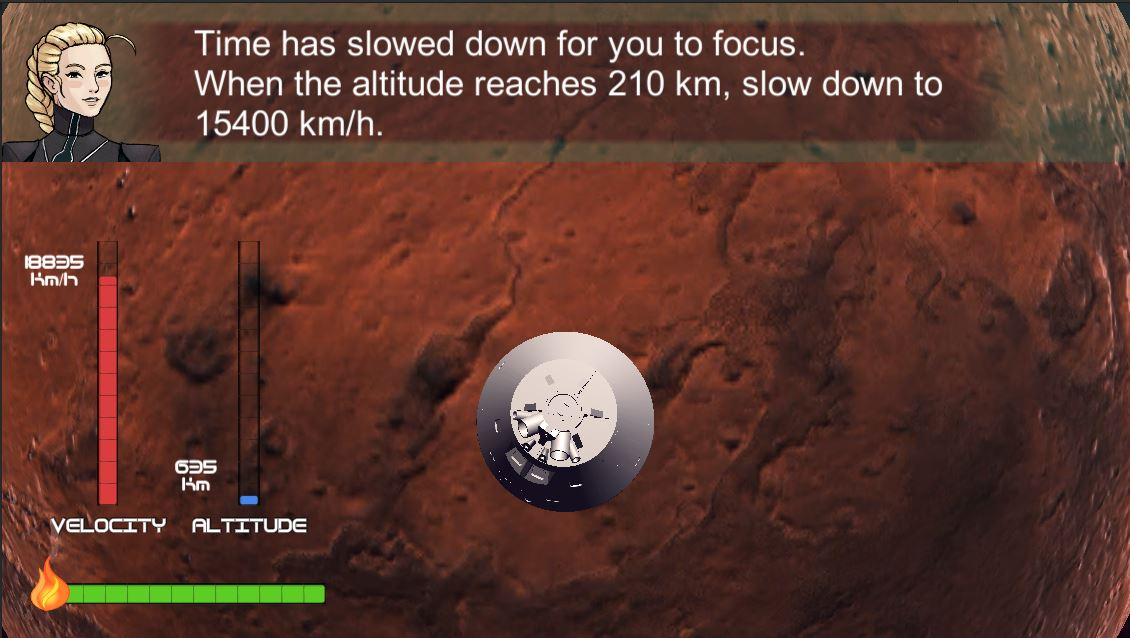 Time has slowed down for you to focus.
When the altitude reaches 210 km, slow down to
15400 km/h.
18835
Km/h
635
Km
VELOCITY ALTITUDE